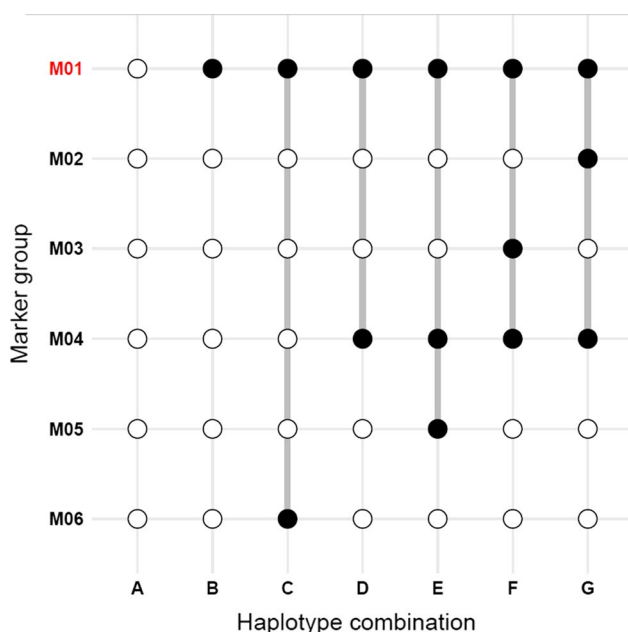 M01
M02
M03
M04
M05
M06
Marker group
A B C D E F G
Haplotype combination